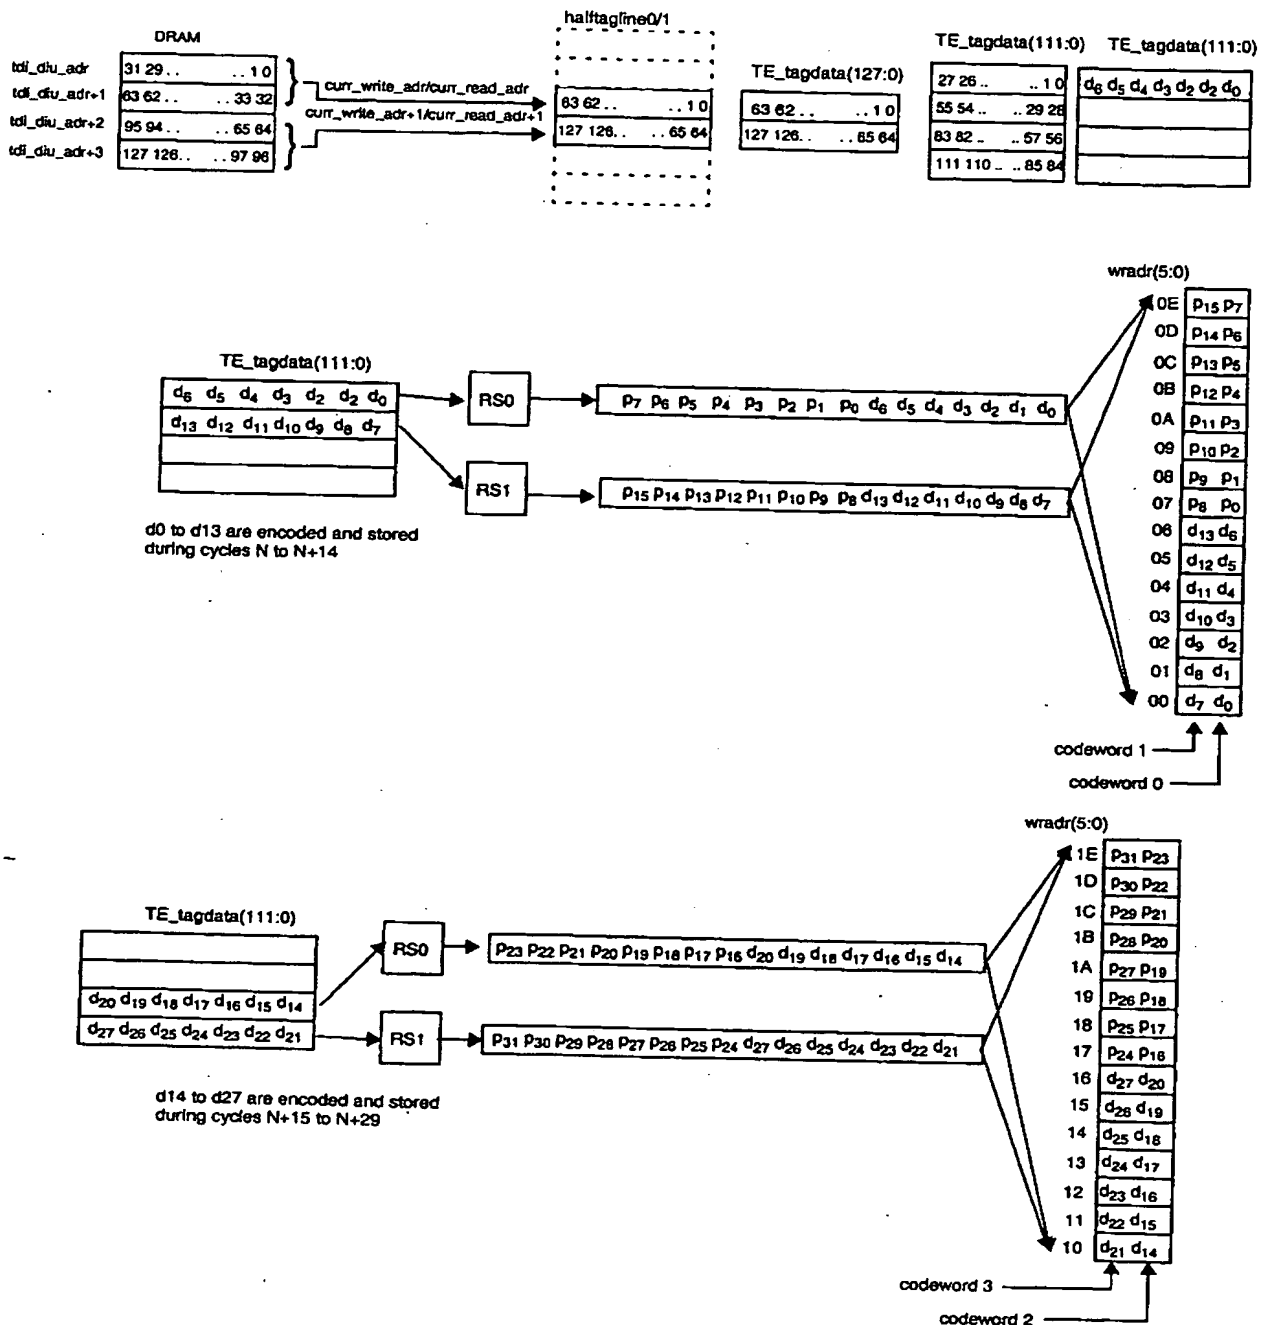 halftagline0/1
DRAM
TE_tagdata(111:0) TE_tagdata(111:0)
TE_tagdata(127:0)
tdi_diu_adr 31 29 . . . . 1 0
tdi_diu_adr+1 63 62 . . . . 33 32
tdi_diu_adr+2 95 94 . . . . 65 64
tdi_diu_adr+3 127 126 . . . . 97 96
curr_write_adr/curr_read_adr
curr_write_adr+1/curr_read_adr+1
63 62 . . . . 1 0
127 126. . . . 65 64
63 62 . . . . 1 0
127 126. . . . 65 64
27 26 . . . . 1 0
55 54 . . . . 29 28
83 82 . . . . 57 56
111 110 . . . . 85 84
d6 d5 d4 d3 d2 d2 d0
wradr(5:0)
0E p15 p7
0D p14 p6
0C p13 p5
0B p12 p4
0A p11 p3
09 p10 p2
08 p9 p1
07 p8 p0
06 d13 d6
05 d12 d5
04 d11 d4
03 d10 d3
02 d9 d2
01 d8 d1
00 d7 d0
codeword 1
codeword 0
TE_tagdata(111:0)
d6 d5 d4 d3 d2 d2 d0
d13 d12 d11 d10 d9 d8 d7
RS0
p7 p6 p5 p4 p3 p2 p1 p0 d6 d5 d4 d3 d2 d1 d0
RS1
p15 p14 p13 p12 p11 p10 p9 p8 d13 d12 d11 d10 d9 d8 d7
d0 to d13 are encoded and stored
during cycles N to N+14
wradr(5:0)
1E p31 p23
1D p30 p22
1C p29 p21
1B p28 p20
1A p27 p19
19 p26 p18
18 p25 p17
17 p24 p16
16 d27 d20
15 d26 d19
14 d25 d18
13 d24 d17
12 d23 d16
11 d22 d15
10 d21 d14
codeword 3
codeword 2
TE_tagdata(111:0)
d20 d19 d18 d17 d16 d15 d14
d27 d26 d25 d24 d23 d22 d21
RS0
p23 p22 p21 p20 p19 p18 p17 p16 d20 d19 d18 d17 d16 d15 d14
RS1
p31 p30 p29 p28 p27 p26 p25 p24 d27 d26 d25 d24 d23 d22 d21
d14 to d27 are encoded and stored
during cycles N+15 to N+29